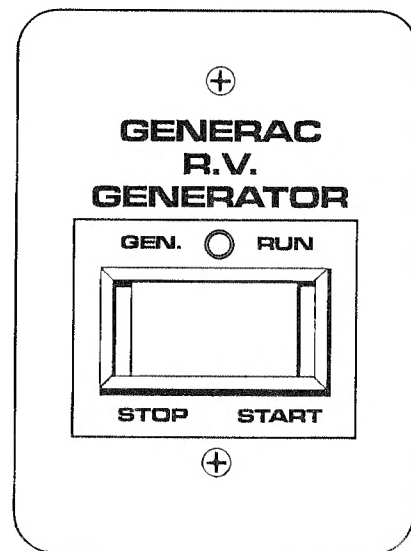 GENERAC
R.V.
GENERATOR
GEN. RUN
STOP START